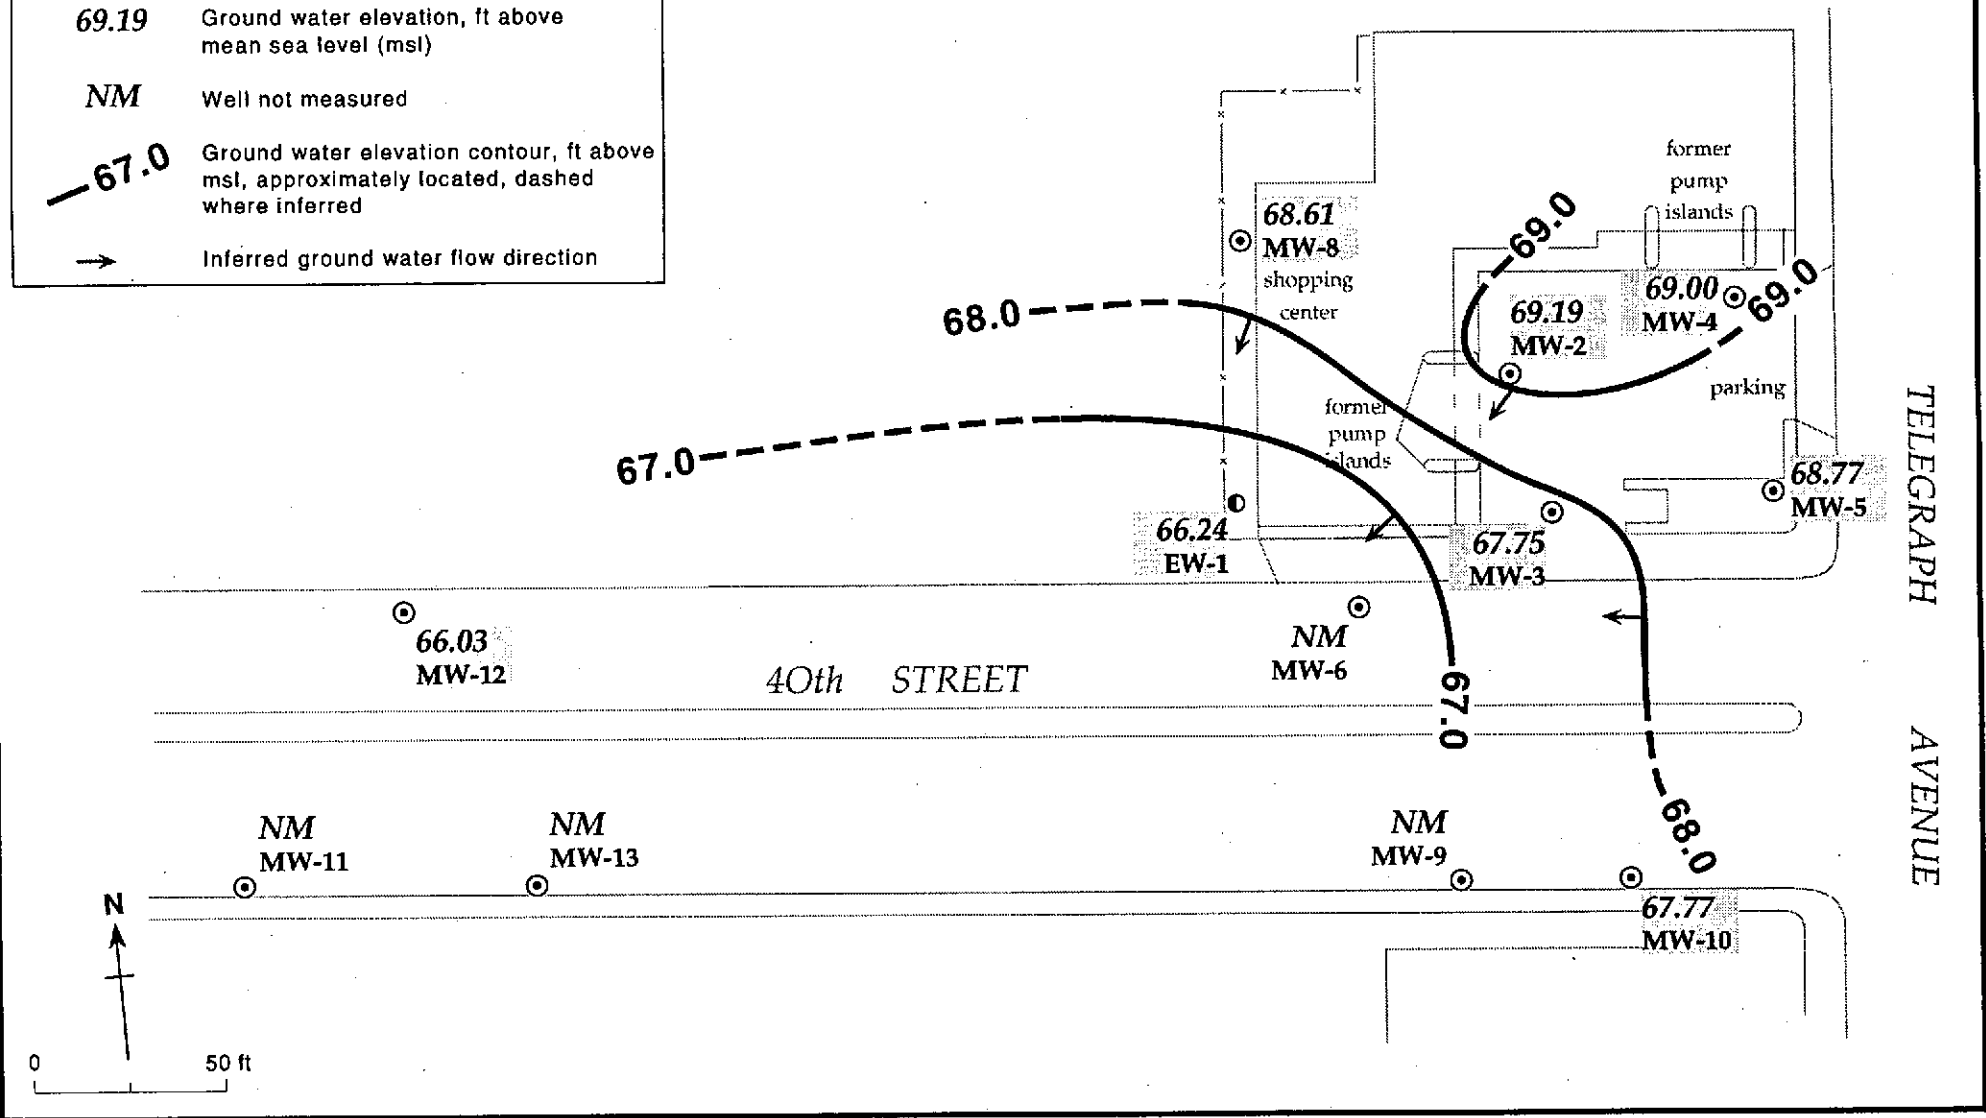 69.19 Ground water elevation, ft above
mean sea level (msl)
NM Well not measured
67.0 Ground water elevation contour, ft above
msl, approximately located, dashed
where inferred
Inferred ground water flow direction
former
pump
islands
69.0
68.61
MW-8
shopping
center
69.00
MW-4
69.0
69.19
MW-2
68.0
parking
former
pump
islands
67.0
68.77
MW-5
66.24
EW-1
67.75
MW-3
TELEGRAPH
AVENUE
66.03
MW-12
40th STREET
NM
MW-6
67.0
68.0
NM
MW-11
NM
MW-13
NM
MW-9
67.77
MW-10
N
0 50 ft